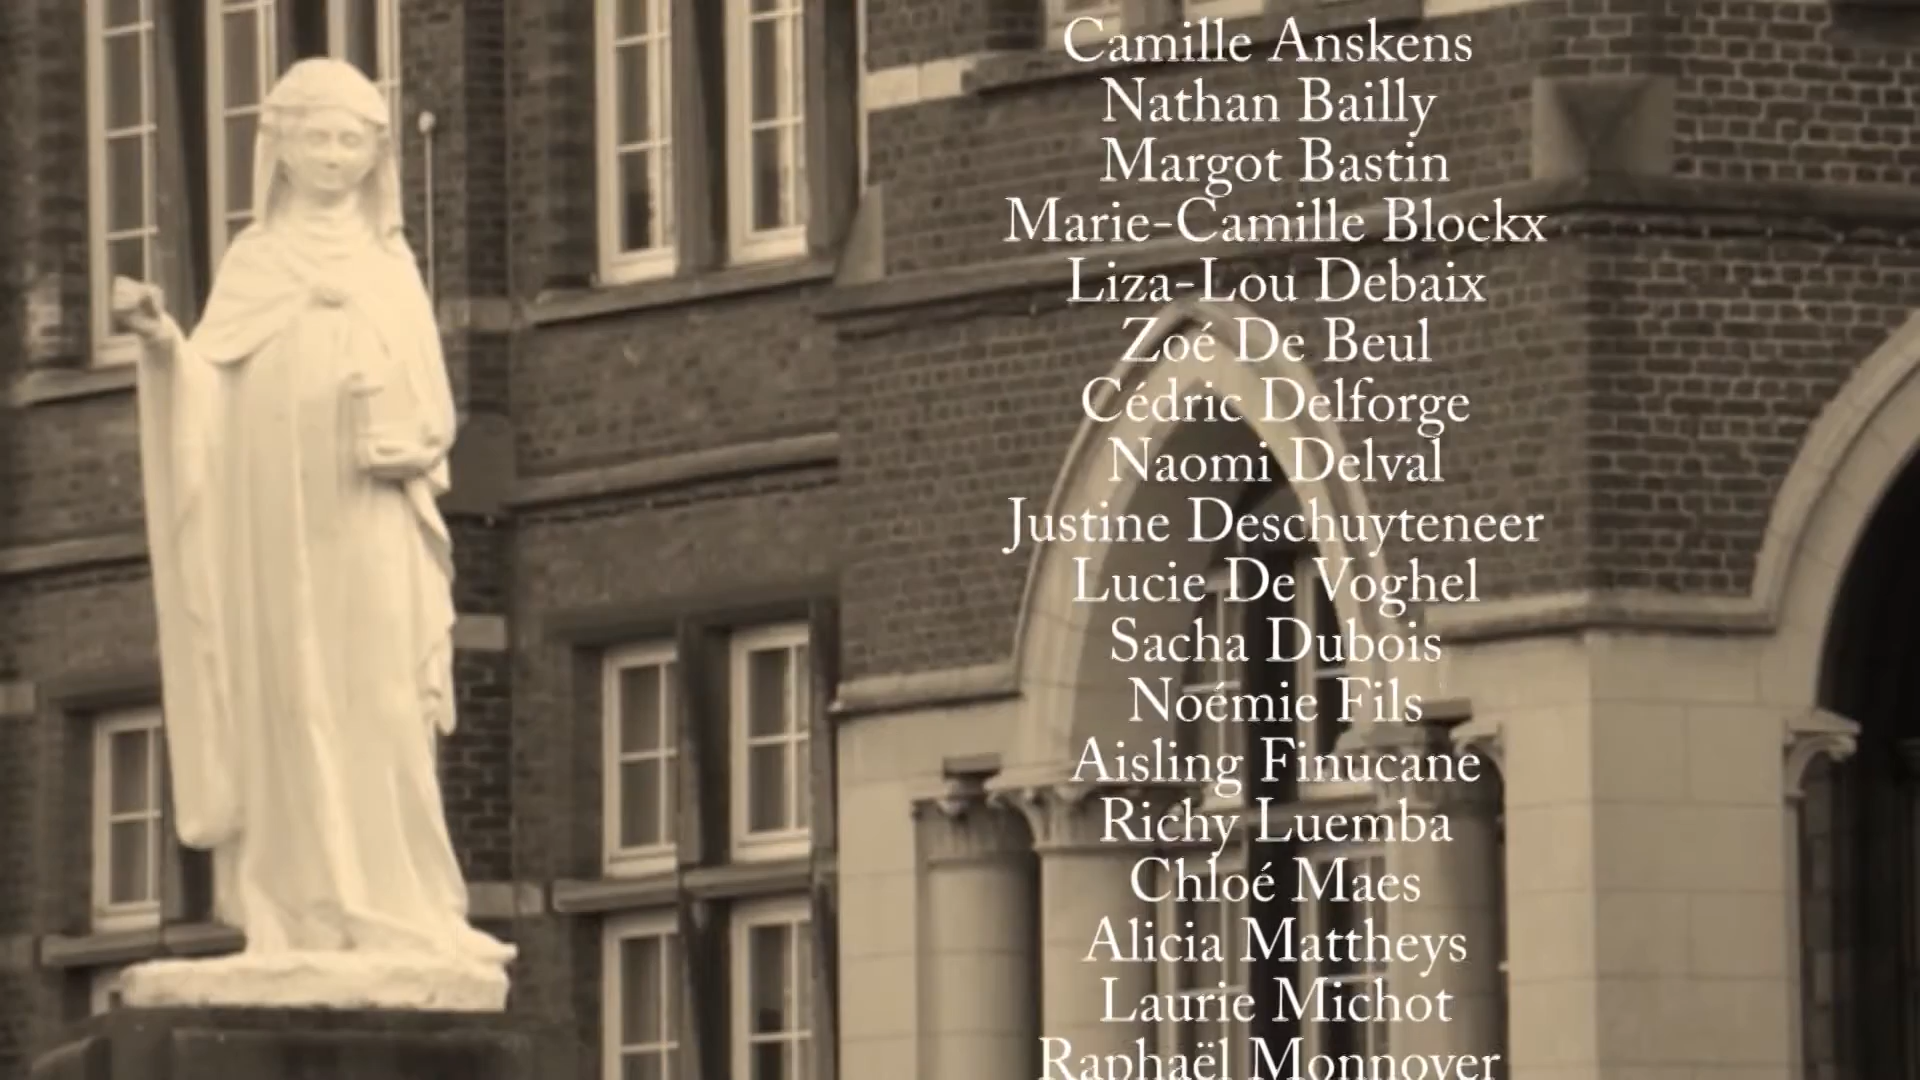 Camille Anskens
Nathan Bailly
Margot Bastin
Marie-Camille Blockx
Liza-Lou Debaix
Zoé De Beul
Cédric Delforge
Naomi Delval
Justine Deschuyteneer
Lucie De Voghel
Sacha Dubois
Noémie Fils
Aisling Finucane
Richy Luemba
Chloé Maes
Alicia Mattheys
Laurie Michot
Raphaël Monnoyer